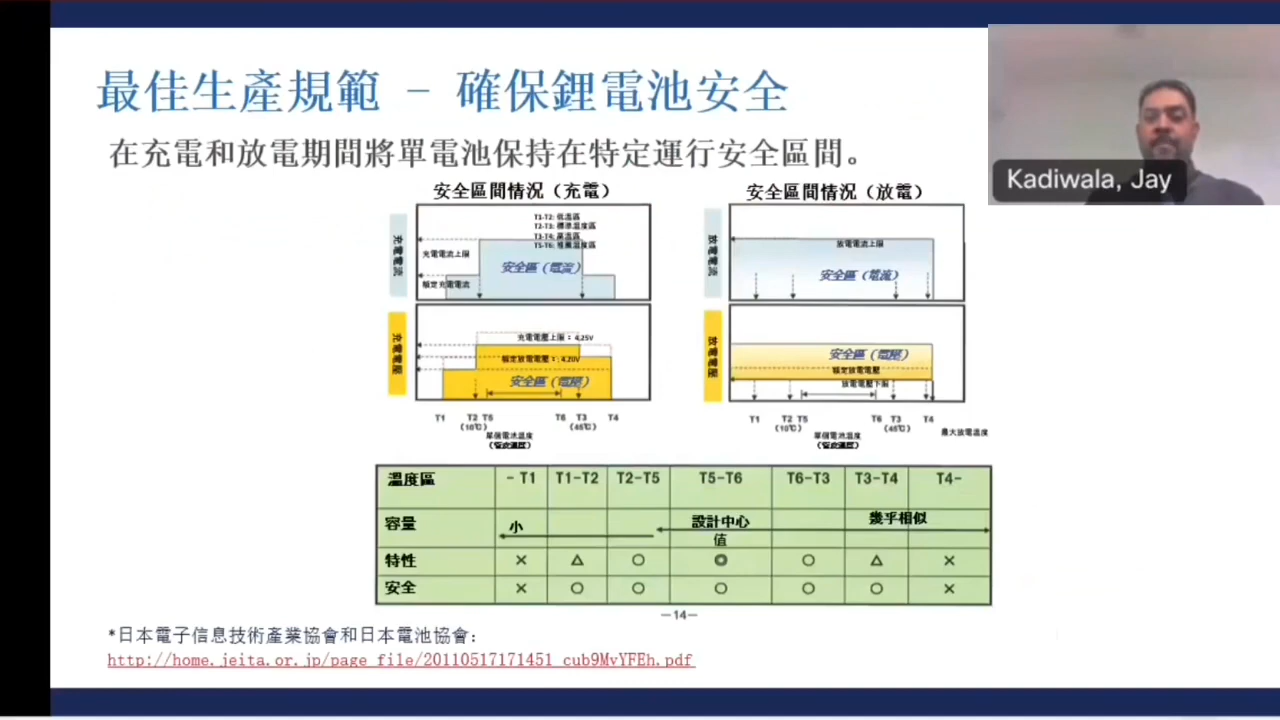 最佳生產規範 – 確保鋰電池安全
Kadiwala, Jay
在充電和放電期間將單電池保持在特定運行安全區間。
安全區間情況（充電）
安全區間情況（放電）
充電電流
T1-T2: 低溫區
T2-T3: 標準溫度區
T3-T4: 高溫區
T5-T6: 推薦溫度區
充電電流上限
安全區（電流）
額定充電電流
放電電流
放電電流上限
安全區（電流）
充電電壓
充電電壓上限：4.25V
額定放電電壓：4.20V
安全區（電壓）
T1 T2 T5 T6 T3 T4
(10℃) (45℃)
單個電池溫度
放電電壓
安全區（電壓）
額定放電電壓
放電電壓下限
T1 T2 T5 T6 T3 T4
(10℃) (45℃)
最大放電溫度
單個電池溫度
溫度區 - T1 T1-T2 T2-T5 T5-T6 T6-T3 T3-T4 T4-
容量 小 設計中心值 幾乎相似
特性 × △ ○ ◎ ○ △ ×
安全 × ○ ○ ○ ○ ○ ×
—14—
*日本電子信息技術產業協會和日本電池協會:
http://home.jeita.or.jp/page_file/20110517171451_cub9MvYFEh.pdf